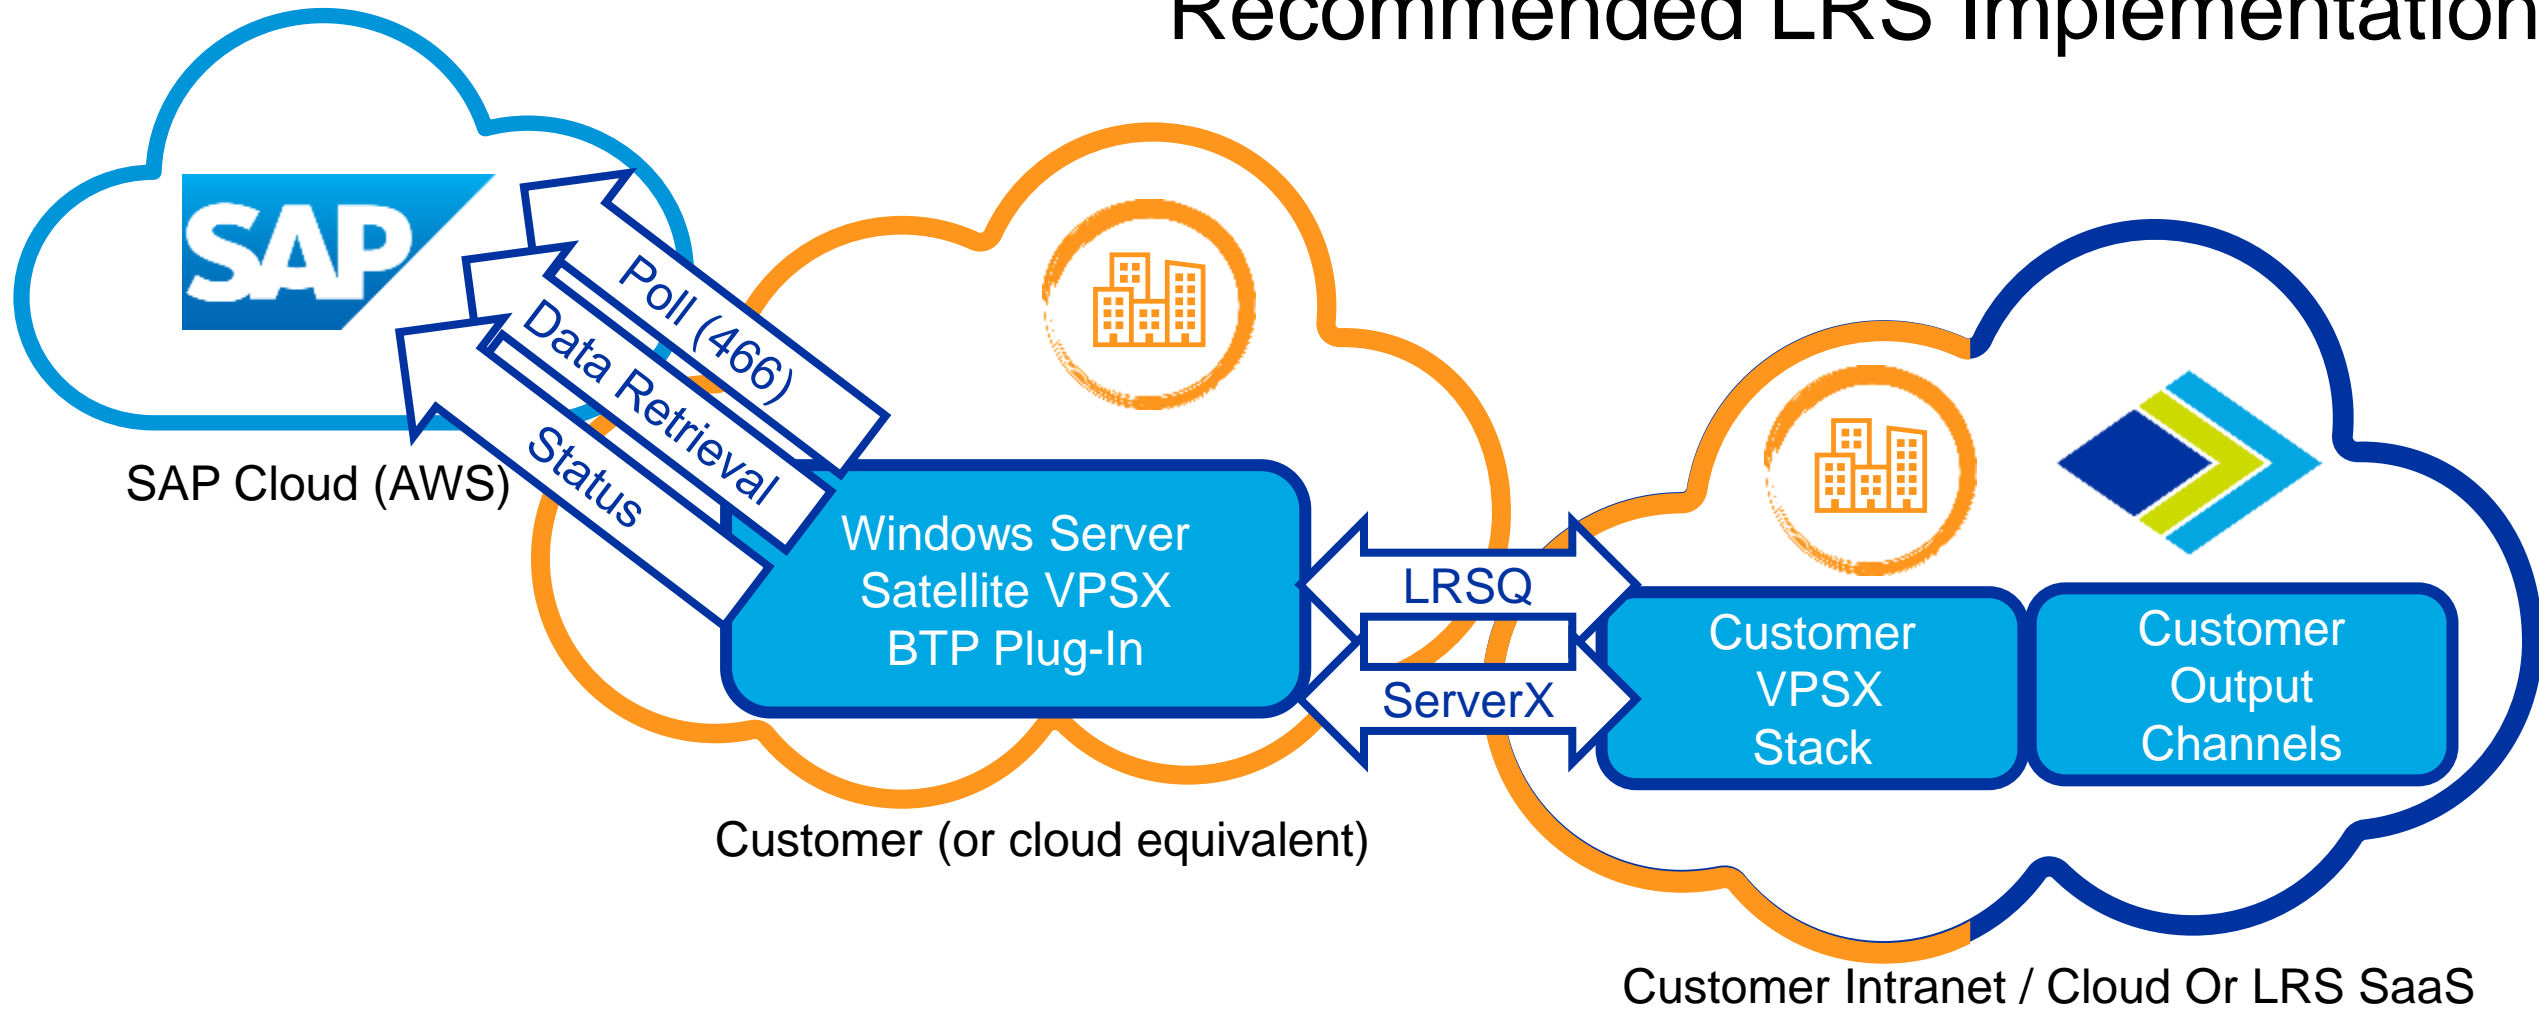 Recommended LRS Implementation
SAP
Poll (466)
Data Retrieval
Status
SAP Cloud (AWS)
Windows Server
Satellite VPSX
BTP Plug-In
LRSQ
ServerX
Customer
VPSX
Stack
Customer
Output
Channels
Customer (or cloud equivalent)
Customer Intranet / Cloud Or LRS SaaS